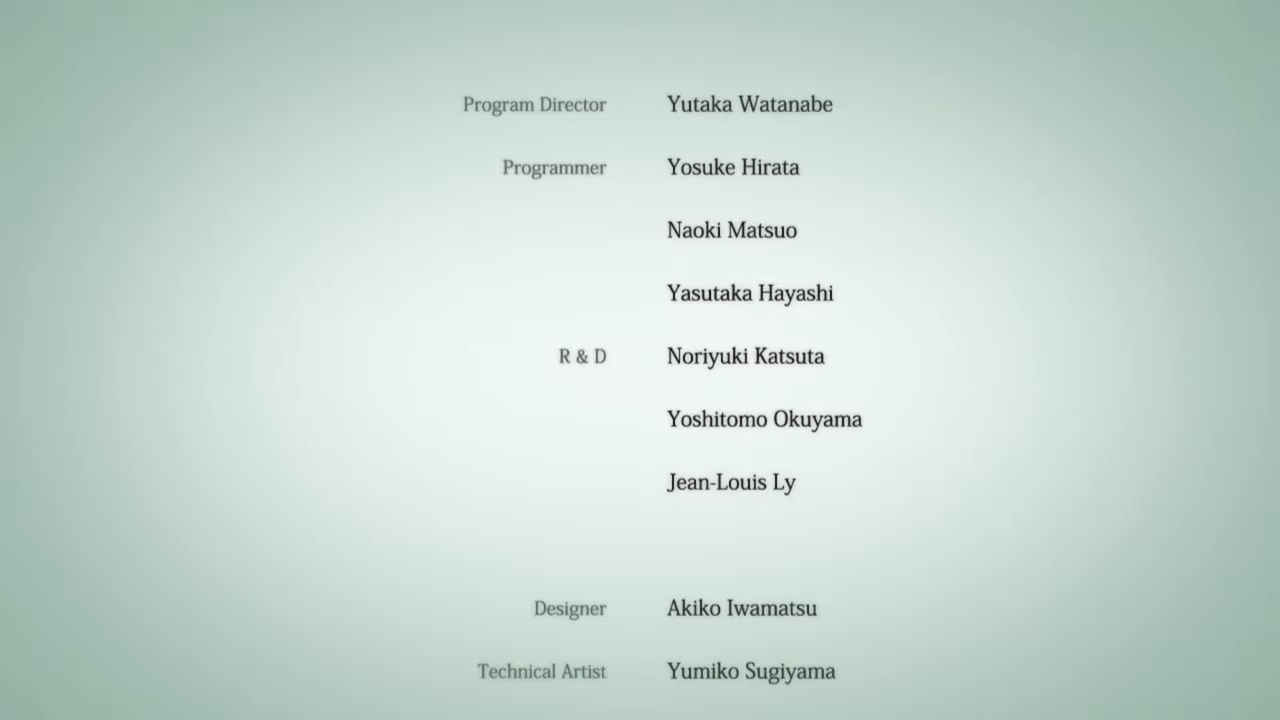 Program Director Yutaka Watanabe
Programmer Yosuke Hirata
Naoki Matsuo
Yasutaka Hayashi
R & D Noriyuki Katsuta
Yoshitomo Okuyama
Jean-Louis Ly
Designer Akiko Iwamatsu
Technical Artist Yumiko Sugiyama